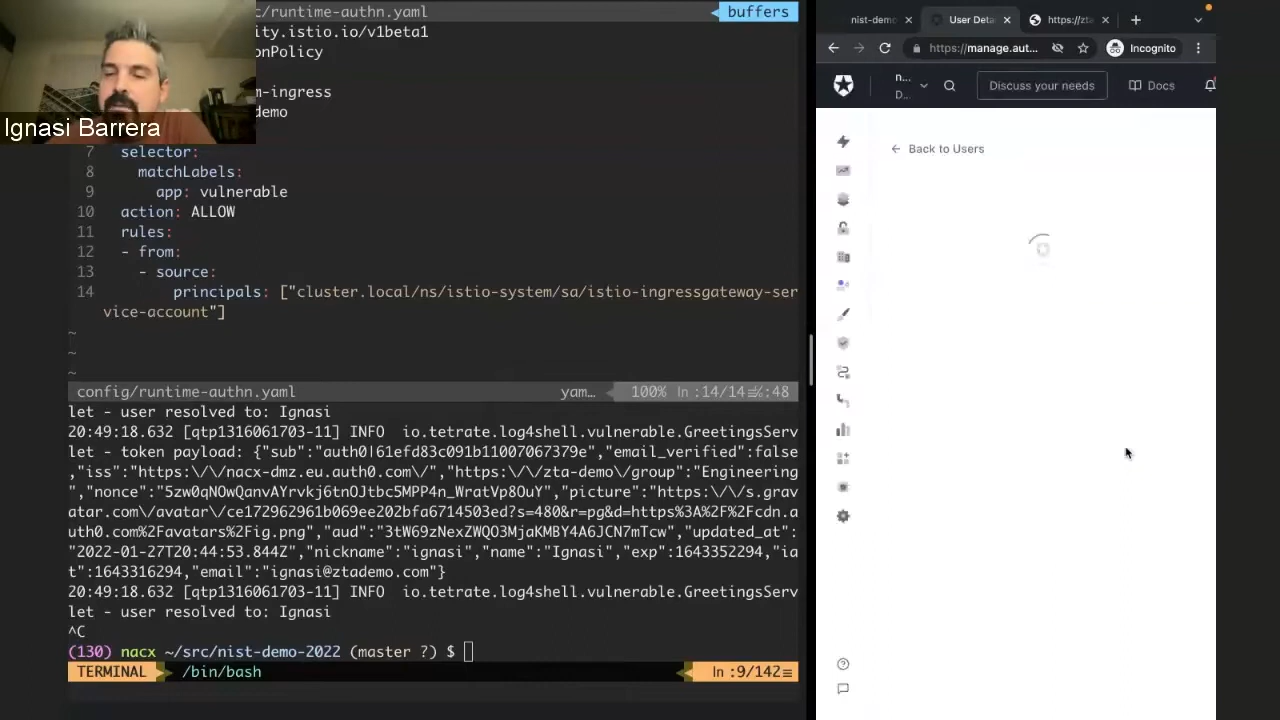 c/runtime-authn.yaml
buffers
ity.istio.io/v1beta1
onPolicy
m-ingress
demo
Ignasi Barrera
7 selector:
8 matchLabels:
9 app: vulnerable
10 action: ALLOW
11 rules:
12 - from:
13 - source:
14 principals: ["cluster.local/ns/istio-system/sa/istio-ingressgateway-ser
vice-account"]
~
~
~
config/runtime-authn.yaml yam… 100% ln :14/14 :48
let - user resolved to: Ignasi
20:49:18.632 [qtp1316061703-11] INFO io.tetrate.log4shell.vulnerable.GreetingsServ
let - token payload: {"sub":"auth0|61efd83c091b11007067379e","email_verified":false
,"iss":"https:\/\/nacx-dmz.eu.auth0.com\/","https:\/\/zta-demo\/group":"Engineering
","nonce":"5zw0qNOwQanvAYrvkj6tnOJtbc5MPP4n_WratVp8OuY","picture":"https:\/\/s.grav
atar.com\/avatar\/ce172962961b069ee202bfa6714503ed?s=480&r=pg&d=https%3A%2F%2Fcdn.a
uth0.com%2Favatars%2Fig.png","aud":"3tW69zNexZWQO3MjaKMBY4A6JCN7mTcw","updated_at":
"2022-01-27T20:44:53.844Z","nickname":"ignasi","name":"Ignasi","exp":1643352294,"ia
t":1643316294,"email":"ignasi@ztademo.com"}
20:49:18.632 [qtp1316061703-11] INFO io.tetrate.log4shell.vulnerable.GreetingsServ
let - user resolved to: Ignasi
^C
(130) nacx ~/src/nist-demo-2022 (master ?) $
TERMINAL /bin/bash ln :9/142
nist-demo
User Deta
https://zta
https://manage.aut…
Incognito
n…
D…
Discuss your needs
Docs
← Back to Users